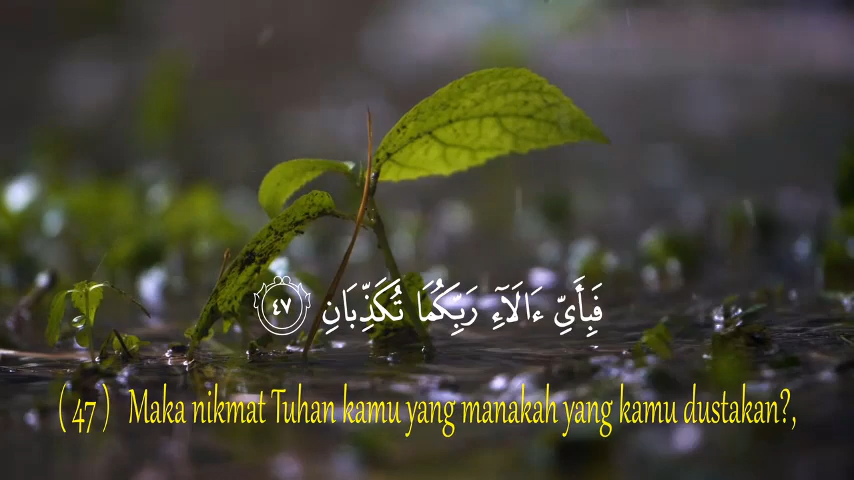 فَبِأَيِّ ءَالَآءِ رَبِّكُمَا تُكَذِّبَانِ ٤٧
( 47 ) Maka nikmat Tuhan kamu yang manakah yang kamu dustakan?,